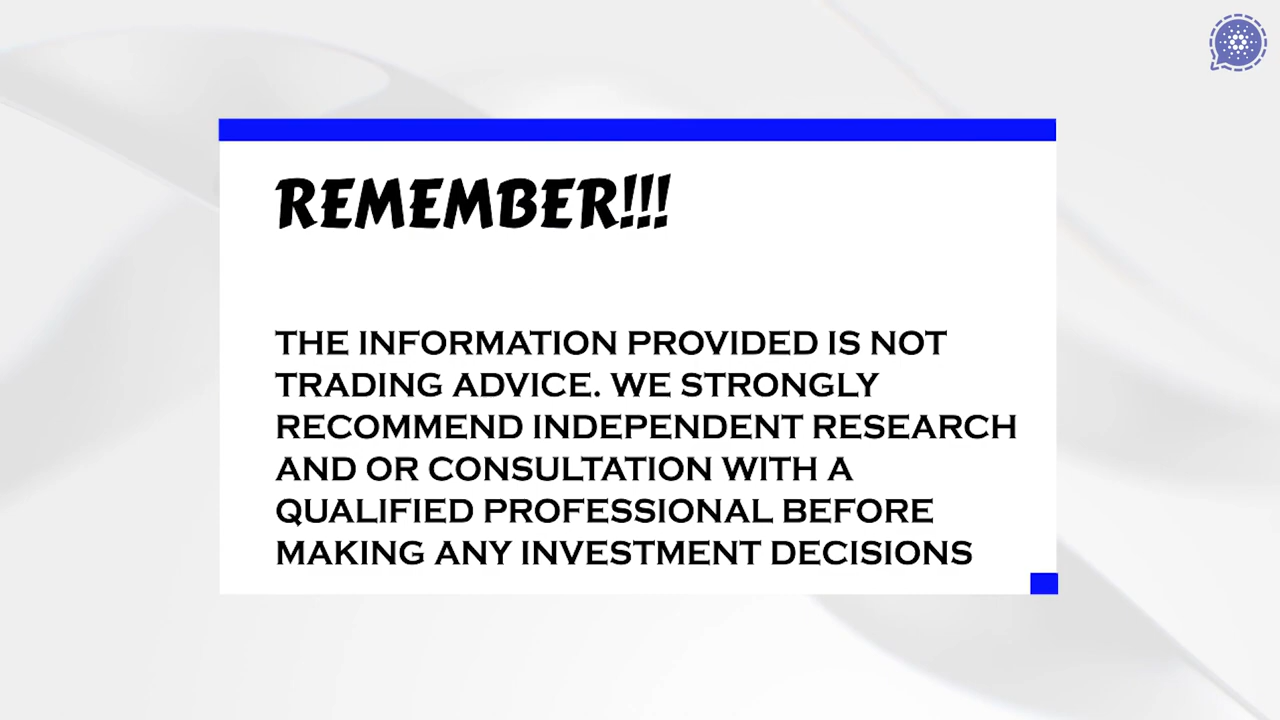 REMEMBER!!!
THE INFORMATION PROVIDED IS NOT
TRADING ADVICE. WE STRONGLY
RECOMMEND INDEPENDENT RESEARCH
AND OR CONSULTATION WITH A
QUALIFIED PROFESSIONAL BEFORE
MAKING ANY INVESTMENT DECISIONS